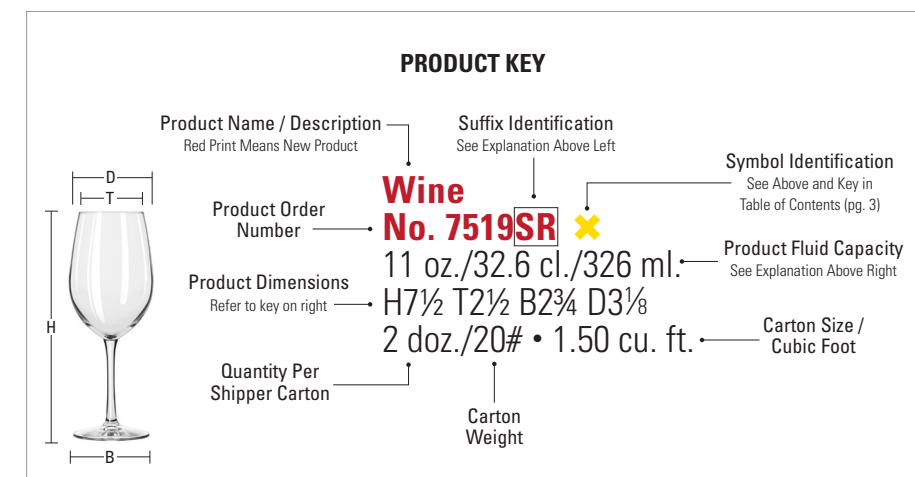 PRODUCT KEY
Product Name / Description
Red Print Means New Product
Suffix Identification
See Explanation Above Left
Symbol Identification
See Above and Key in
Table of Contents (pg. 3)
D
T
H
B
Product Order
Number
Wine
No. 7519SR
11 oz./32.6 cl./326 ml.
Product Fluid Capacity
See Explanation Above Right
Product Dimensions
Refer to key on right
H7½ T2½ B2¾ D3⅛
2 doz./20# • 1.50 cu. ft.
Carton Size /
Cubic Foot
Quantity Per
Shipper Carton
Carton
Weight